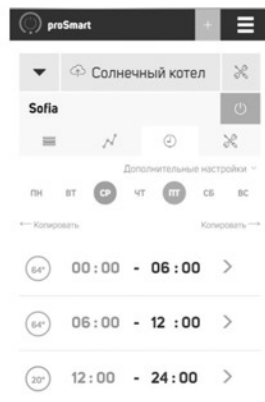 proSmart +
Солнечный котел
Sofia
Дополнительные настройки
ПН ВТ СР ЧТ ПТ СБ ВС
← Копировать Копировать →
64° 00:00 - 06:00 >
64° 06:00 - 12 :00 >
20° 12:00 - 24:00 >